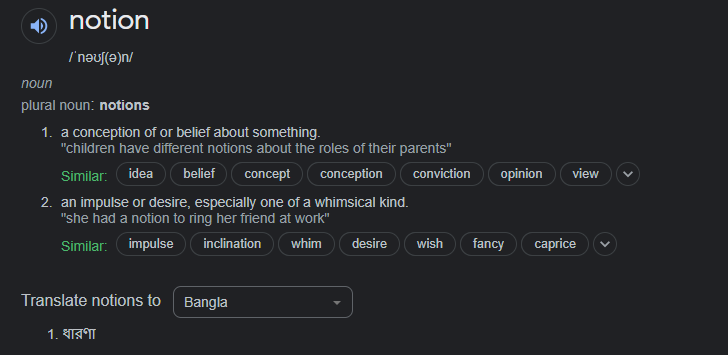 notion
/ˈnəʊʃ(ə)n/
noun
plural noun: notions
1. a conception of or belief about something.
"children have different notions about the roles of their parents"
Similar: idea belief concept conception conviction opinion view
2. an impulse or desire, especially one of a whimsical kind.
"she had a notion to ring her friend at work"
Similar: impulse inclination whim desire wish fancy caprice
Translate notions to Bangla
1. ধারণা